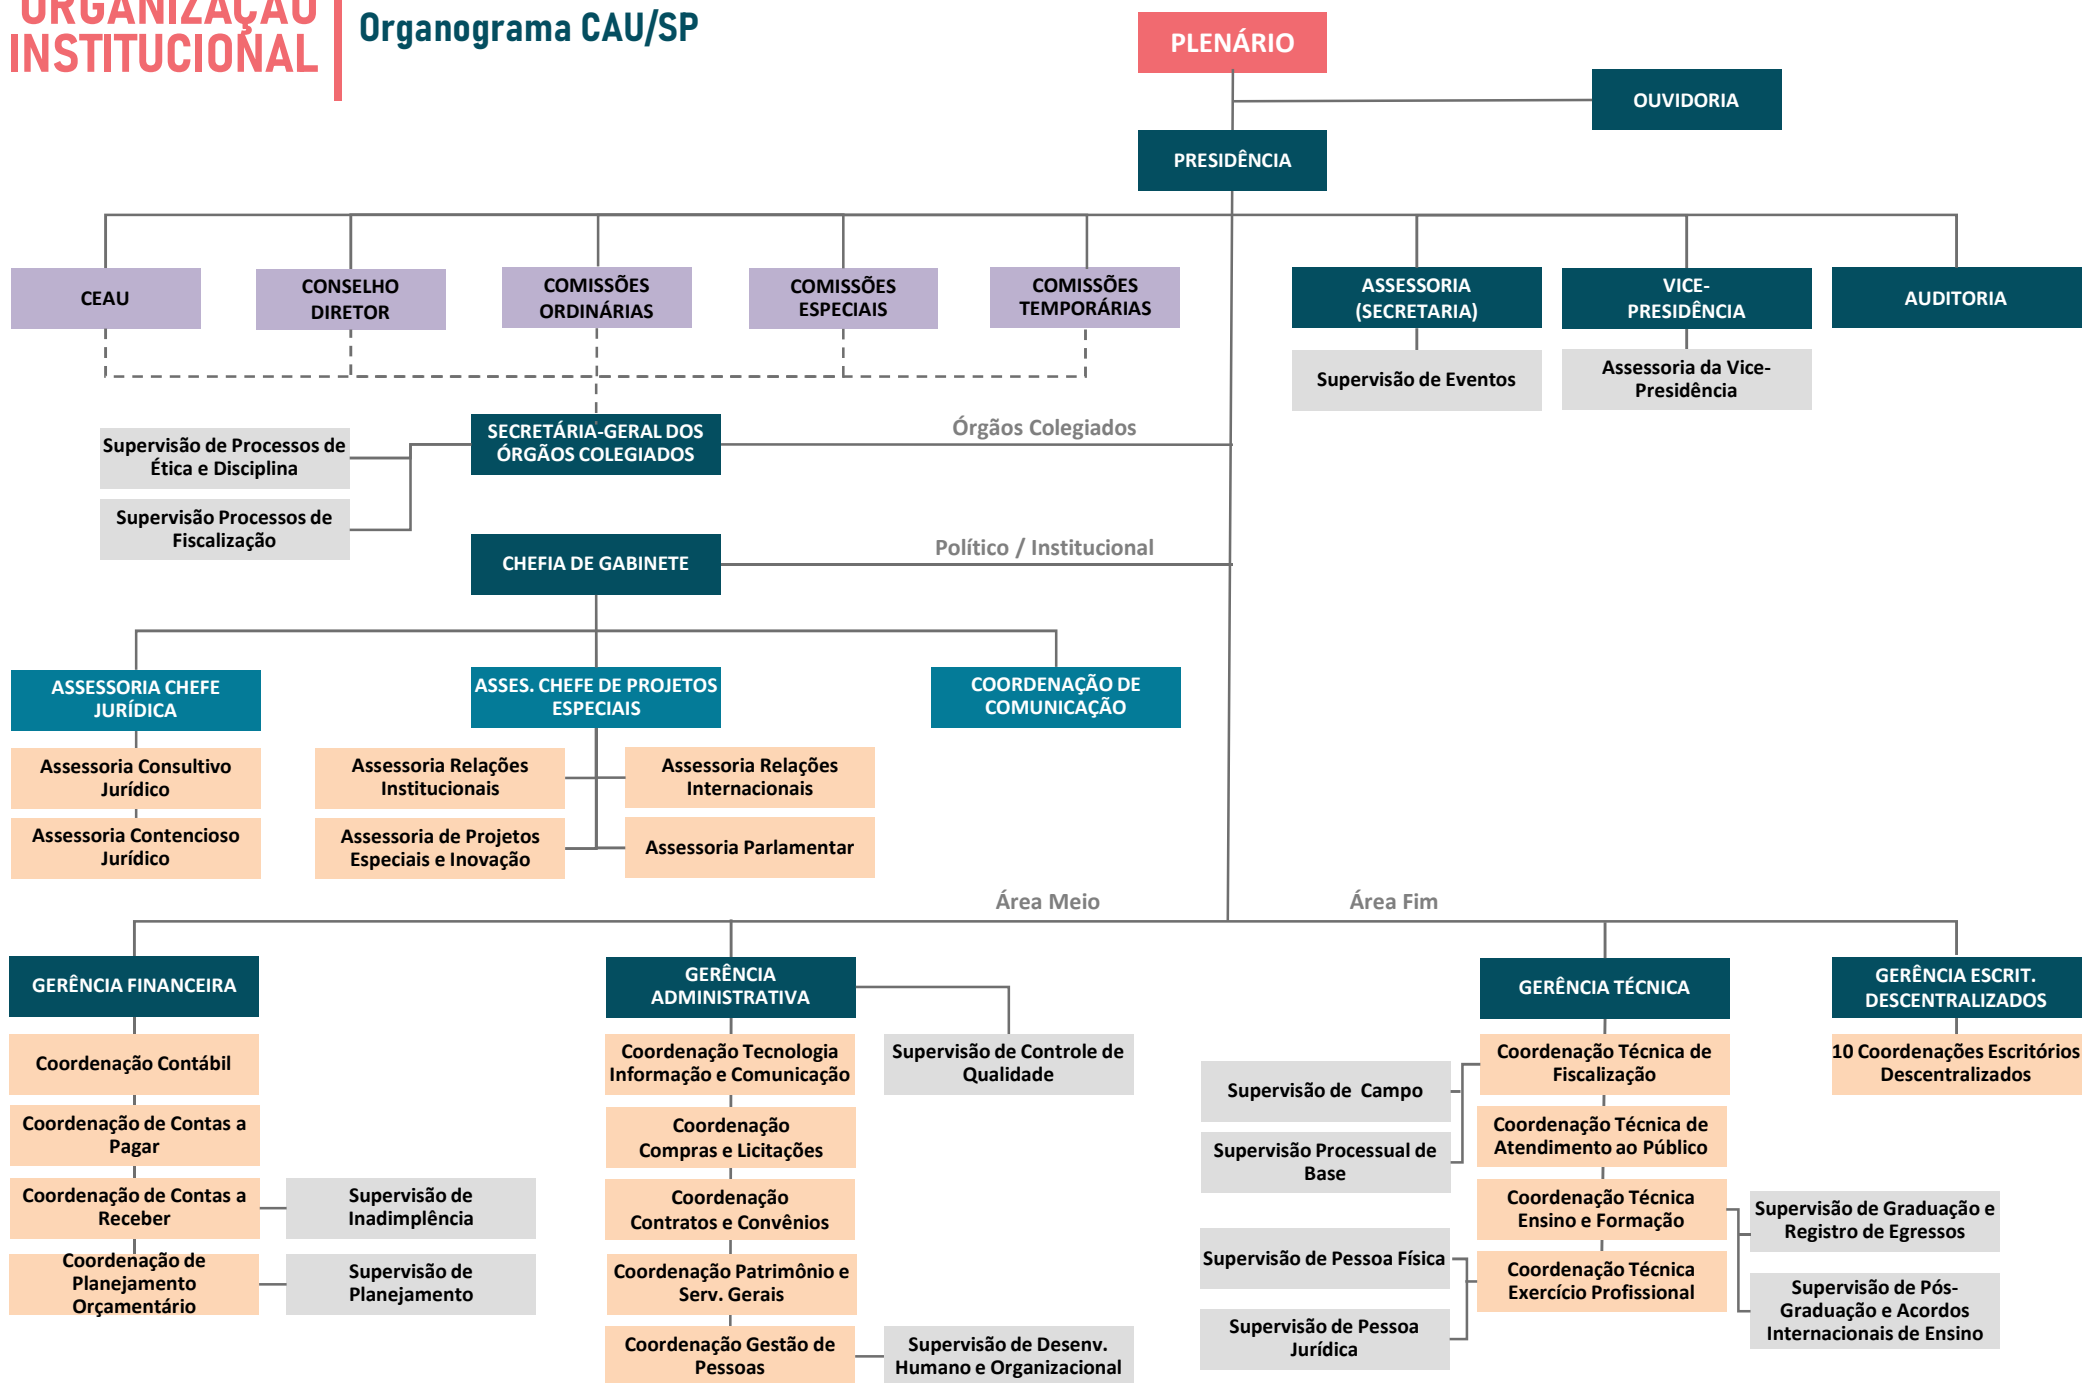 ORGANIZAÇÃO
INSTITUCIONAL
Organograma CAU/SP
PLENÁRIO
OUVIDORIA
PRESIDÊNCIA
CEAU
CONSELHO
DIRETOR
COMISSÕES
ORDINÁRIAS
COMISSÕES
ESPECIAIS
COMISSÕES
TEMPORÁRIAS
ASSESSORIA
(SECRETARIA)
VICE-
PRESIDÊNCIA
AUDITORIA
Supervisão de Eventos
Assessoria da Vice-
Presidência
SECRETÁRIA-GERAL DOS
ÓRGÃOS COLEGIADOS
Órgãos Colegiados
Supervisão de Processos de
Ética e Disciplina
Supervisão Processos de
Fiscalização
CHEFIA DE GABINETE
Político / Institucional
ASSESSORIA CHEFE
JURÍDICA
ASSES. CHEFE DE PROJETOS
ESPECIAIS
COORDENAÇÃO DE
COMUNICAÇÃO
Assessoria Consultivo
Jurídico
Assessoria Contencioso
Jurídico
Assessoria Relações
Institucionais
Assessoria Relações
Internacionais
Assessoria de Projetos
Especiais e Inovação
Assessoria Parlamentar
Área Meio
Área Fim
GERÊNCIA FINANCEIRA
GERÊNCIA
ADMINISTRATIVA
GERÊNCIA TÉCNICA
GERÊNCIA ESCRIT.
DESCENTRALIZADOS
Coordenação Contábil
Coordenação de Contas a
Pagar
Coordenação de Contas a
Receber
Supervisão de
Inadimplência
Coordenação de
Planejamento
Orçamentário
Supervisão de
Planejamento
Coordenação Tecnologia
Informação e Comunicação
Supervisão de Controle de
Qualidade
Coordenação
Compras e Licitações
Coordenação
Contratos e Convênios
Coordenação Patrimônio e
Serv. Gerais
Coordenação Gestão de
Pessoas
Supervisão de Desenv.
Humano e Organizacional
Coordenação Técnica de
Fiscalização
Supervisão de  Campo
Supervisão Processual de
Base
Coordenação Técnica de
Atendimento ao Público
Coordenação Técnica
Ensino e Formação
Supervisão de Graduação e
Registro de Egressos
Supervisão de Pós-
Graduação e Acordos
Internacionais de Ensino
Supervisão de Pessoa Física
Coordenação Técnica
Exercício Profissional
Supervisão de Pessoa
Jurídica
10 Coordenações Escritórios
Descentralizados